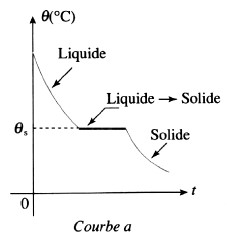 θ(°C)
Liquide
Liquide → Solide
θs
Solide
0
t
Courbe a